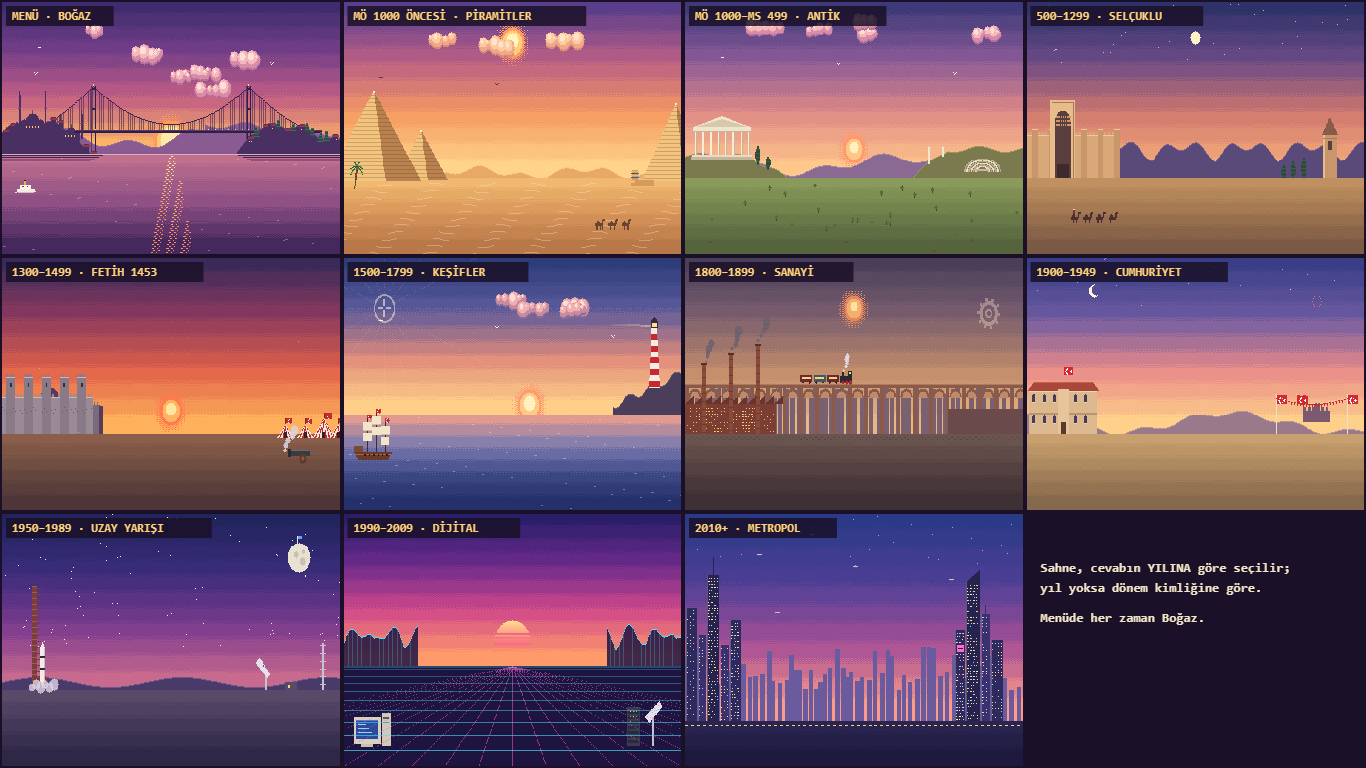 MENÜ · BOĞAZ
MÖ 1000 ÖNCESİ · PİRAMİTLER
MÖ 1000–MS 499 · ANTİK
500–1299 · SELÇUKLU
1300–1499 · FETİH 1453
1500–1799 · KEŞİFLER
1800–1899 · SANAYİ
1900–1949 · CUMHURİYET
1950–1989 · UZAY YARIŞI
1990–2009 · DİJİTAL
2010+ · METROPOL
Sahne, cevabın YILINA göre seçilir;
yıl yoksa dönem kimliğine göre.
Menüde her zaman Boğaz.